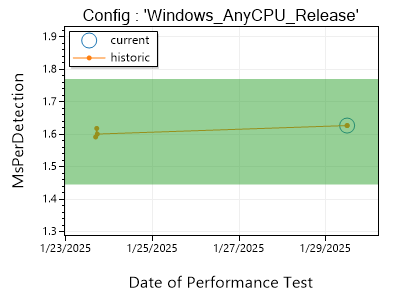 Config : 'Windows_AnyCPU_Release'
1.9
1.8
1.7
1.6
1.5
1.4
1.3
current
historic
MsPerDetection
1/23/2025
1/25/2025
1/27/2025
1/29/2025
Date of Performance Test